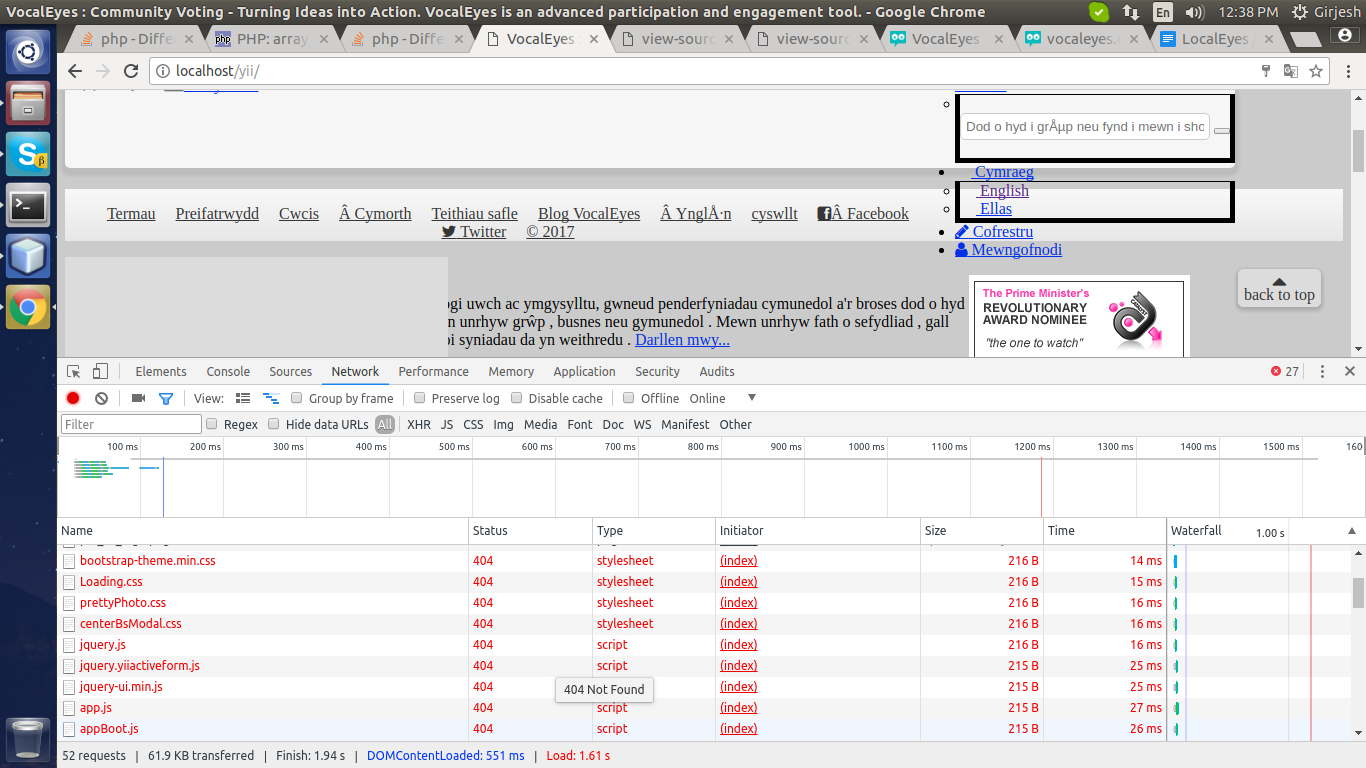 VocalEyes : Community Voting - Turning Ideas into Action. VocalEyes is an advanced participation and engagement tool. - Google Chrome
En
12:38 PM
Girjesh
php - Differ
PHP: array
php - Differ
VocalEyes :
view-sourc
view-sourc
VocalEyes
vocaleyes.
LocalEyes /
localhost/yii/
Dod o hyd i grŵp neu fynd i mewn i sho
Cymraeg
English
Ellas
Cofrestru
Mewngofnodi
Termau Preifatrwydd Cwcis Â Cymorth Teithiau safle Blog VocalEyes Â YnglÅ·n cyswllt Â Facebook
Twitter © 2017
ogi uwch ac ymgysylltu, gwneud penderfyniadau cymunedol a'r broses dod o hyd
n unrhyw grŵp , busnes neu gymunedol . Mewn unrhyw fath o sefydliad , gall
oi syniadau da yn weithredu . Darllen mwy...
The Prime Minister's
REVOLUTIONARY
AWARD NOMINEE
"the one to watch"
back to top
Elements Console Sources Network Performance Memory Application Security Audits 27
View: Group by frame Preserve log Disable cache Offline Online
Filter Regex Hide data URLs All XHR JS CSS Img Media Font Doc WS Manifest Other
100 ms 200 ms 300 ms 400 ms 500 ms 600 ms 700 ms 800 ms 900 ms 1000 ms 1100 ms 1200 ms 1300 ms 1400 ms 1500 ms 160
Name Status Type Initiator Size Time Waterfall 1.00 s
bootstrap-theme.min.css 404 stylesheet (index) 216 B 14 ms
Loading.css 404 stylesheet (index) 216 B 15 ms
prettyPhoto.css 404 stylesheet (index) 216 B 16 ms
centerBsModal.css 404 stylesheet (index) 216 B 16 ms
jquery.js 404 script (index) 216 B 16 ms
jquery.yiiactiveform.js 404 script (index) 215 B 25 ms
jquery-ui.min.js 404 script (index) 215 B 25 ms
404 Not Found
app.js 404 script (index) 215 B 27 ms
appBoot.js 404 script (index) 215 B 26 ms
52 requests | 61.9 KB transferred | Finish: 1.94 s | DOMContentLoaded: 551 ms | Load: 1.61 s